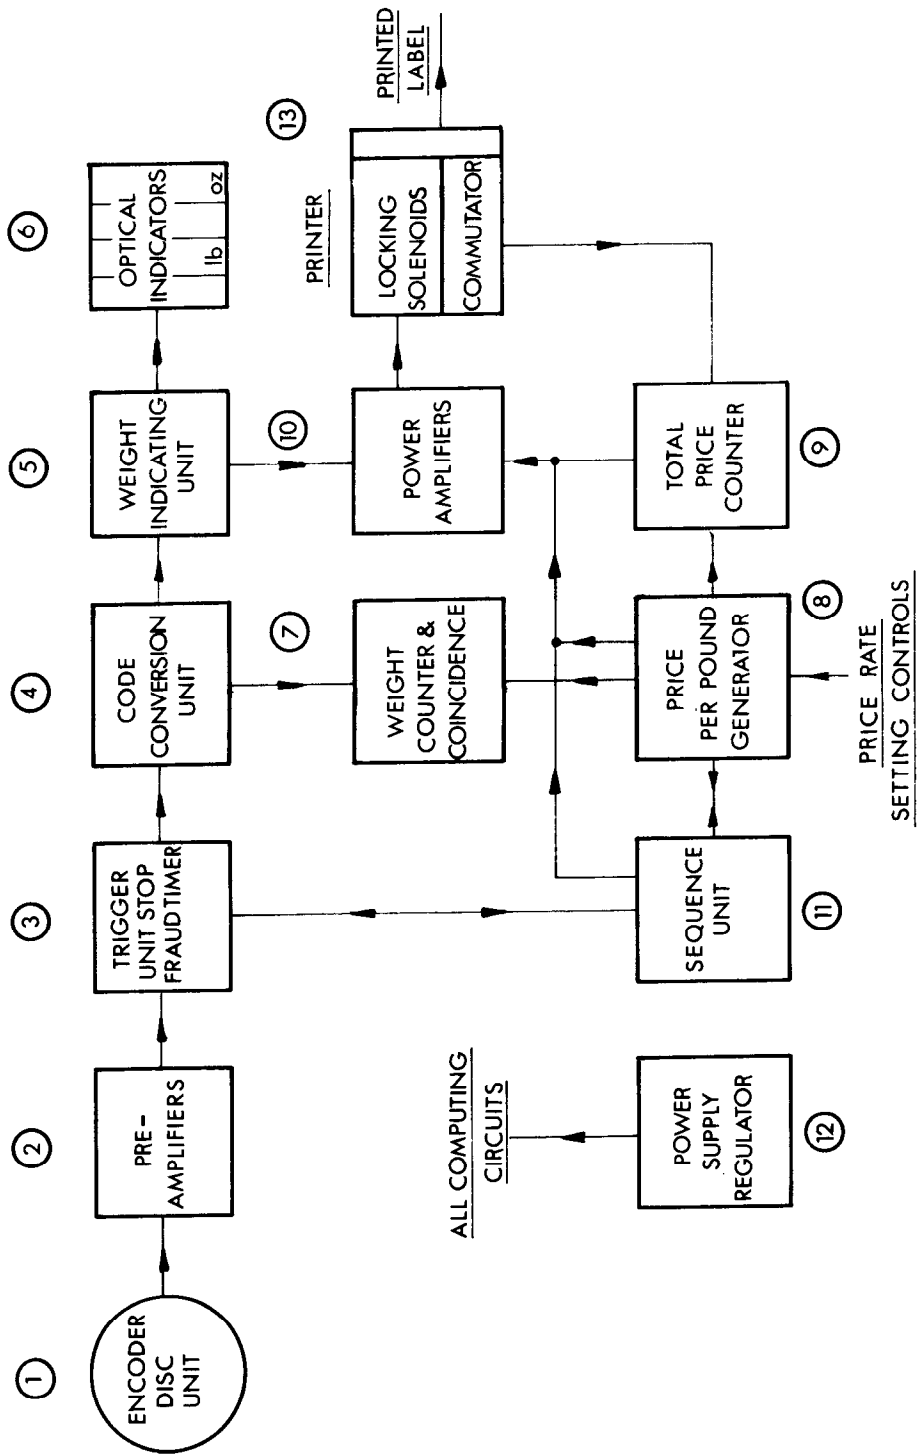 1
ENCODER
DISC
UNIT
2
PRE-
AMPLIFIERS
3
TRIGGER
UNIT STOP
FRAUD TIMER
4
CODE
CONVERSION
UNIT
5
WEIGHT
INDICATING
UNIT
6
OPTICAL
INDICATORS
lb oz
7
WEIGHT
COUNTER &
COINCIDENCE
10
POWER
AMPLIFIERS
PRINTER
13
LOCKING
SOLENOIDS
COMMUTATOR
PRINTED
LABEL
ALL COMPUTING
CIRCUITS
POWER
SUPPLY
REGULATOR
12
SEQUENCE
UNIT
11
PRICE
PER POUND
GENERATOR
8
TOTAL
PRICE
COUNTER
9
PRICE RATE
SETTING CONTROLS